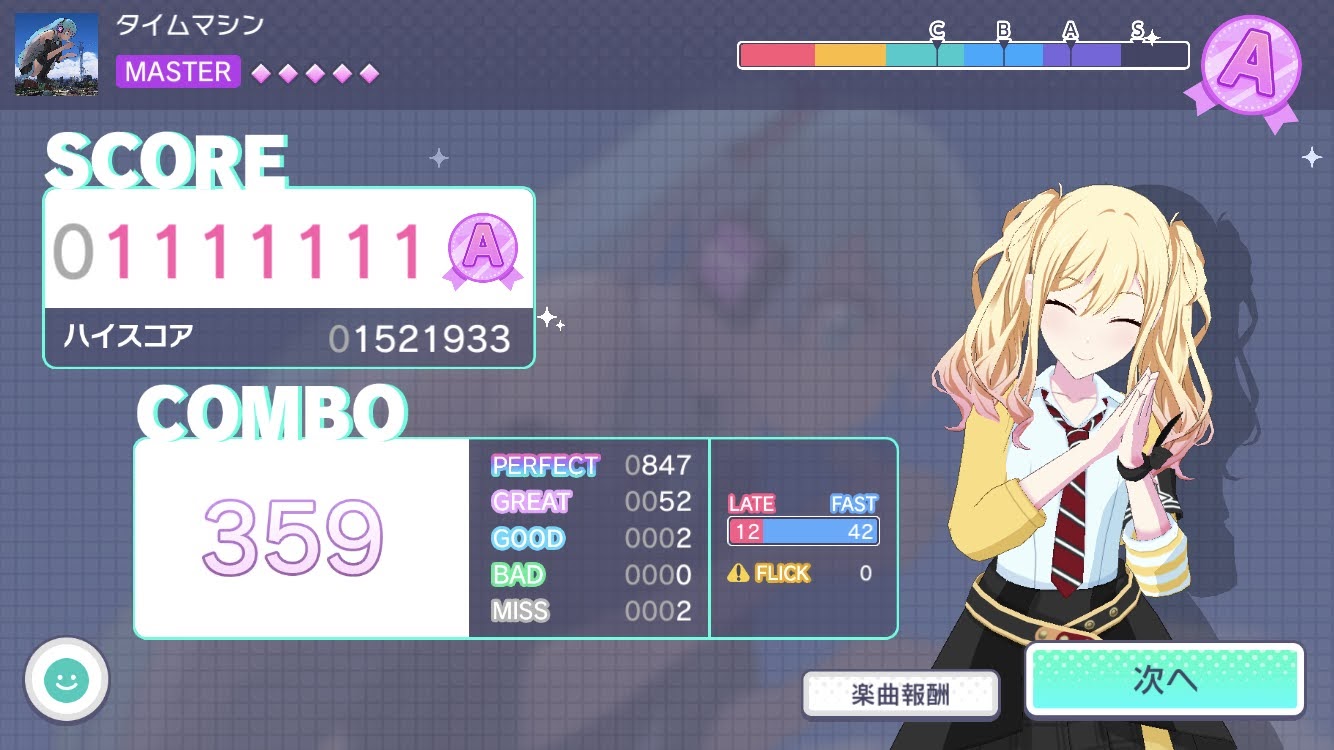 タイムマシン
MASTER
C B A S
A
SCORE
01111111 A
ハイスコア 01521933
COMBO
359
PERFECT 0847
GREAT 0052
GOOD 0002
BAD 0000
MISS 0002
LATE FAST
12 42
FLICK 0
楽曲報酬
次へ